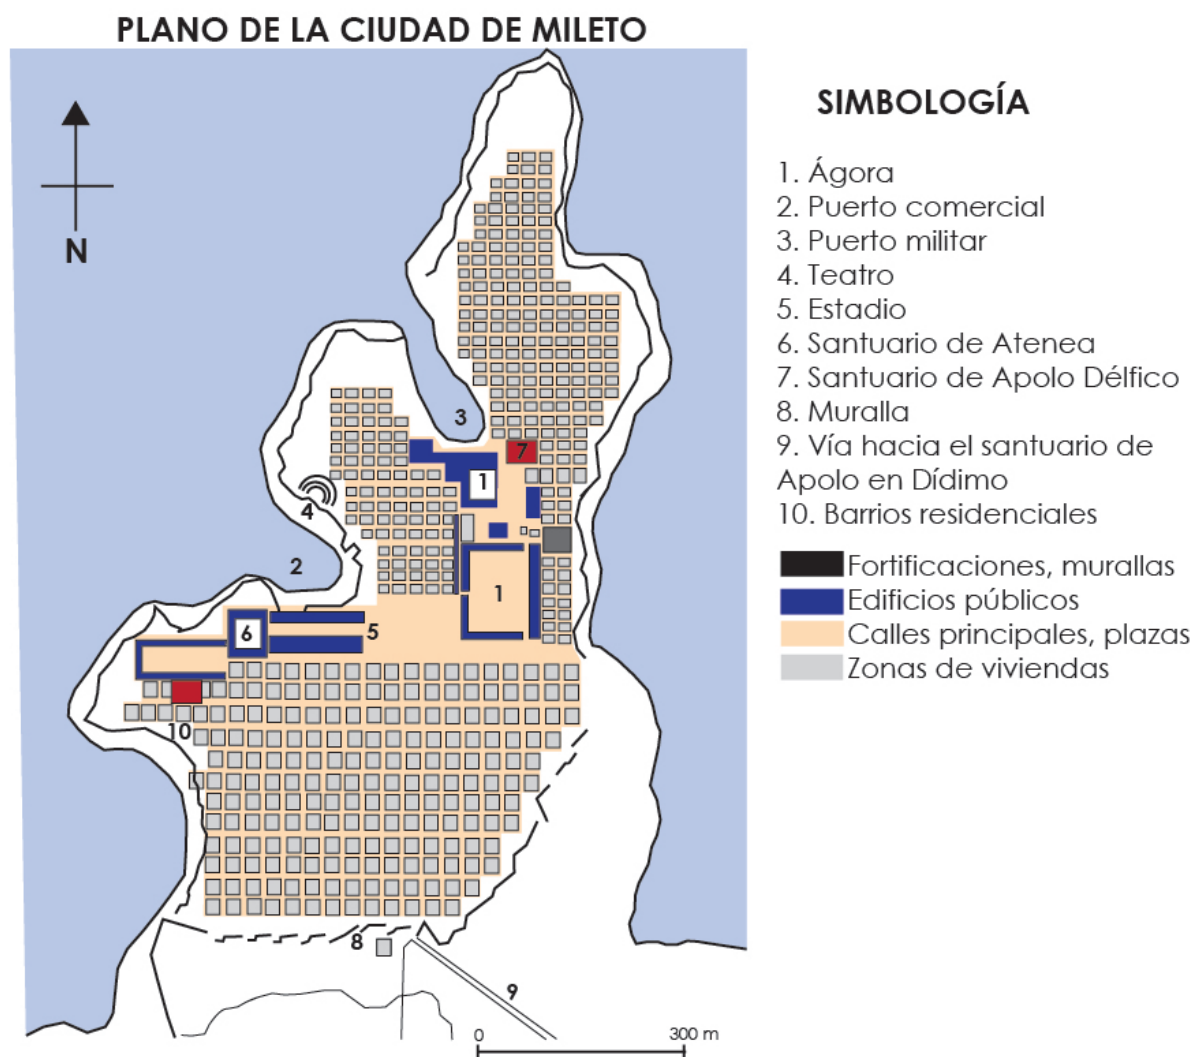 PLANO DE LA CIUDAD DE MILETO
N
3
7
1
4
2
1
6
5
10
8
9
0
300 m
SIMBOLOGÍA
1. Ágora
2. Puerto comercial
3. Puerto militar
4. Teatro
5. Estadio
6. Santuario de Atenea
7. Santuario de Apolo Délfico
8. Muralla
9. Vía hacia el santuario de
Apolo en Dídimo
10. Barrios residenciales
Fortificaciones, murallas
Edificios públicos
Calles principales, plazas
Zonas de viviendas